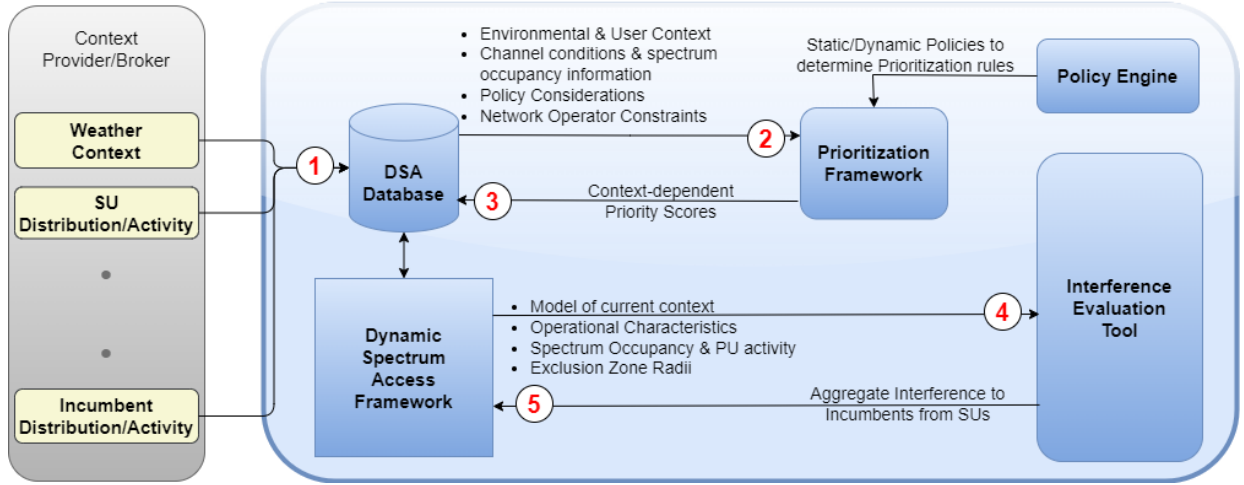 Context
Provider/Broker
Weather
Context
SU
Distribution/Activity
Incumbent
Distribution/Activity
1
DSA
Database
• Environmental & User Context
• Channel conditions & spectrum
occupancy information
• Policy Considerations
• Network Operator Constraints
2
Static/Dynamic Policies to
determine Prioritization rules
Policy Engine
Prioritization
Framework
3
Context-dependent
Priority Scores
Dynamic
Spectrum
Access
Framework
• Model of current context
• Operational Characteristics
• Spectrum Occupancy & PU activity
• Exclusion Zone Radii
4
Interference
Evaluation
Tool
5
Aggregate Interference to
Incumbents from SUs